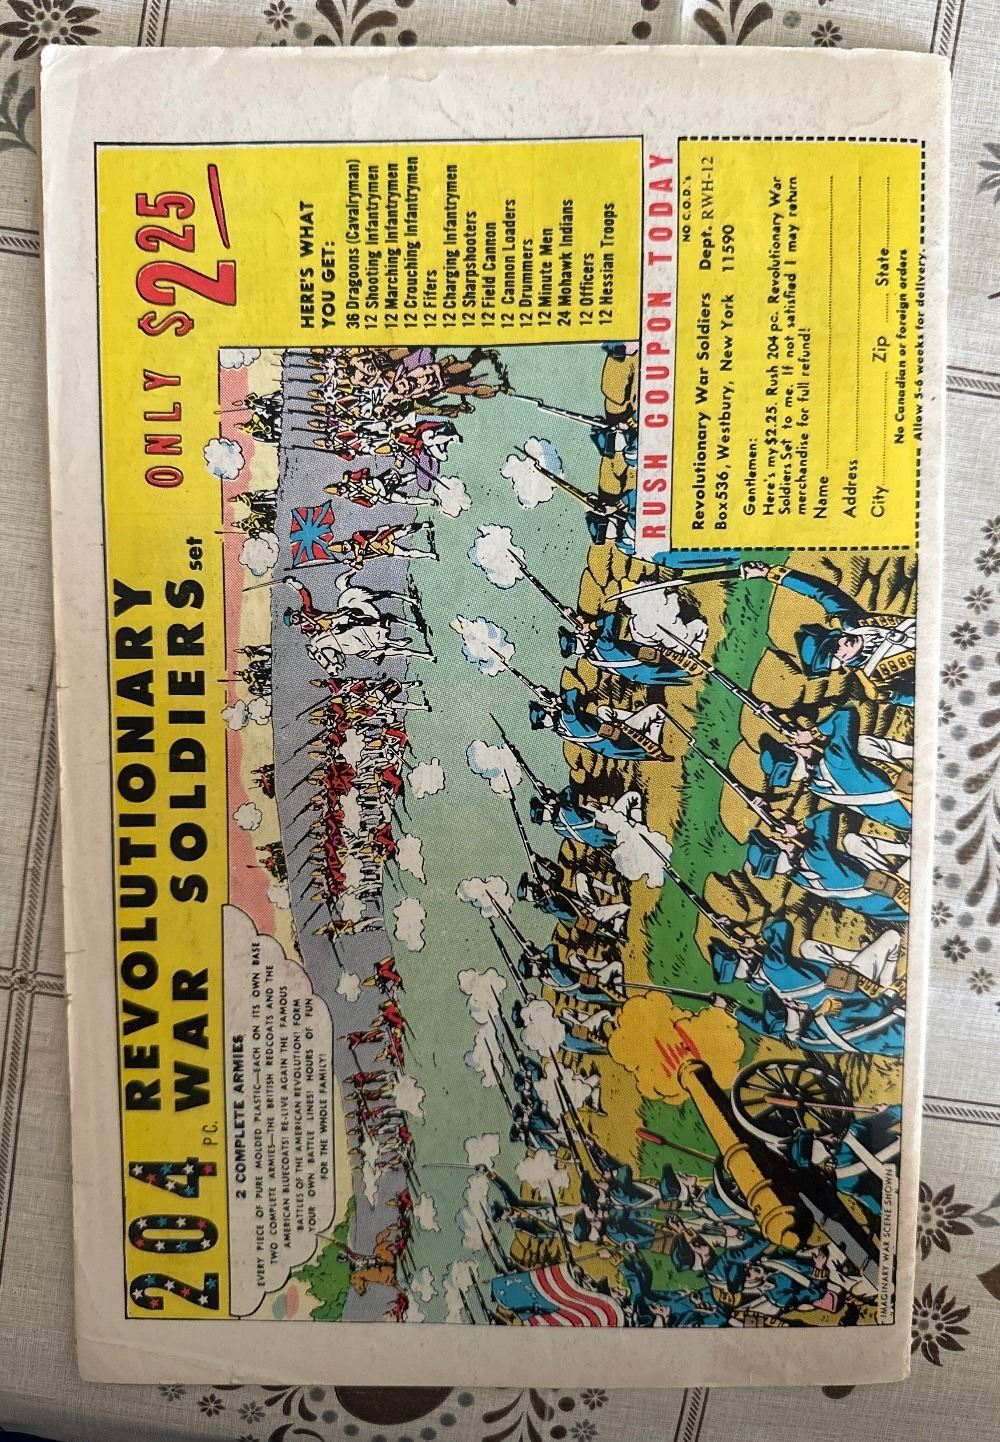 204 PC. REVOLUTIONARY
WAR SOLDIERS set
ONLY $2.25
2 COMPLETE ARMIES
EVERY PIECE OF PURE MOLDED PLASTIC—EACH ON ITS OWN BASE
TWO COMPLETE ARMIES—THE BRITISH REDCOATS AND THE
AMERICAN BLUECOATS! RE-LIVE AGAIN THE FAMOUS
BATTLES OF THE AMERICAN REVOLUTION! FORM
YOUR OWN BATTLE LINES! HOURS OF FUN
FOR THE WHOLE FAMILY!
HERE'S WHAT
YOU GET:
36 Dragoons (Cavalryman)
12 Shooting Infantrymen
12 Marching Infantrymen
12 Crouching Infantrymen
12 Fifers
12 Charging Infantrymen
12 Sharpshooters
12 Field Cannon
12 Cannon Loaders
12 Drummers
12 Minute Men
24 Mohawk Indians
12 Officers
12 Hessian Troops
RUSH COUPON TODAY
NO C.O.D.'s
Revolutionary War Soldiers Dept. RWH-12
Box 536, Westbury, New York 11590
Gentlemen:
Here's my $2.25. Rush 204 pc. Revolutionary War
Soldiers Set to me. If not satisfied I may return
merchandise for full refund!
Name
Address
City Zip State
No Canadian or foreign orders
Allow 5-6 weeks for delivery.
IMAGINARY WAR SCENE SHOWN